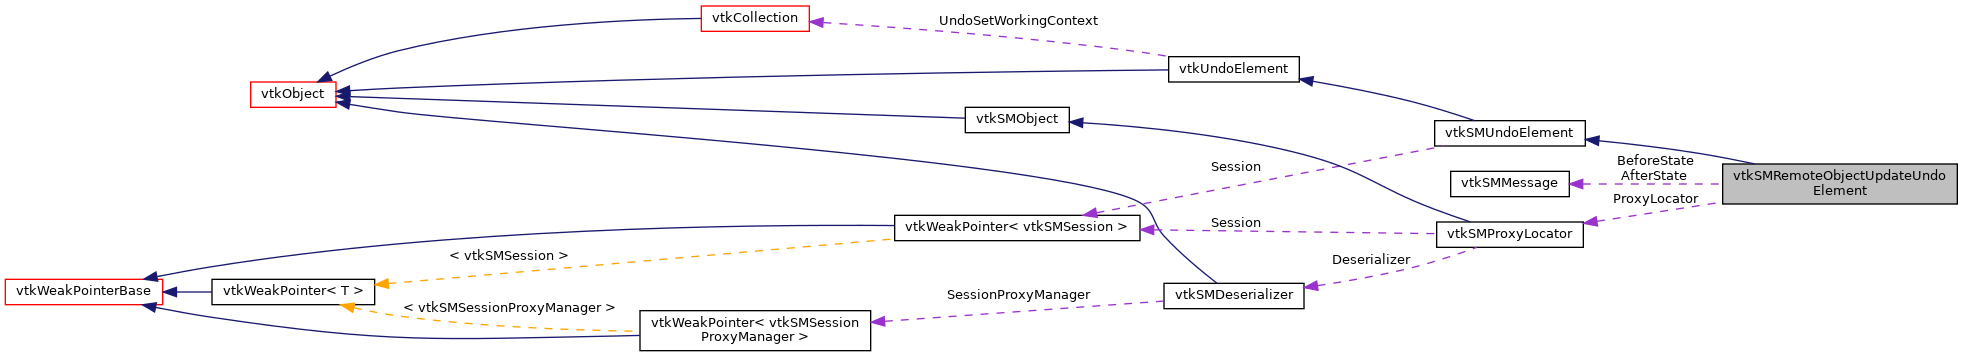 vtkCollection
UndoSetWorkingContext
vtkUndoElement
vtkObject
vtkSMObject
vtkSMUndoElement
BeforeState
AfterState
vtkSMRemoteObjectUpdateUndo
Element
Session
vtkSMMessage
ProxyLocator
vtkWeakPointer< vtkSMSession >
Session
vtkSMProxyLocator
< vtkSMSession >
Deserializer
vtkWeakPointerBase
vtkWeakPointer< T >
SessionProxyManager
vtkSMDeserializer
< vtkSMSessionProxyManager >
vtkWeakPointer< vtkSMSession
ProxyManager >